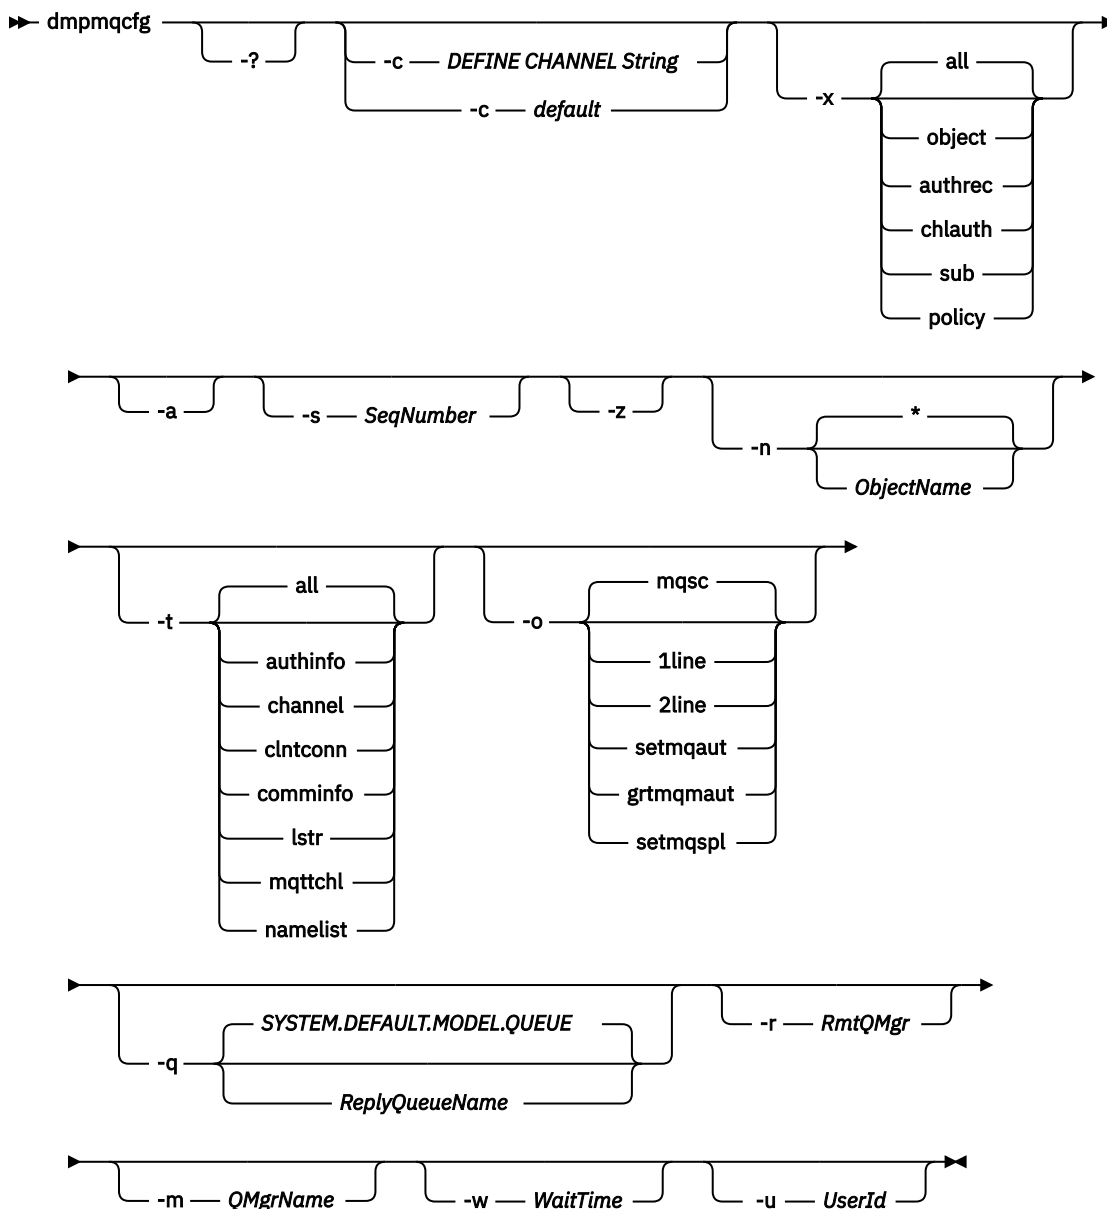 dmpmqcfg
-?
-c DEFINE CHANNEL String
-c default
-x
all
object
authrec
chlauth
sub
policy
-a
-s SeqNumber
-z
-n
*
ObjectName
-t
all
authinfo
channel
clntconn
comminfo
lstr
mqttchl
namelist
-o
mqsc
1line
2line
setmqaut
grtmqmaut
setmqspl
-q
SYSTEM.DEFAULT.MODEL.QUEUE
ReplyQueueName
-r RmtQMgr
-m QMgrName
-w WaitTime
-u UserId